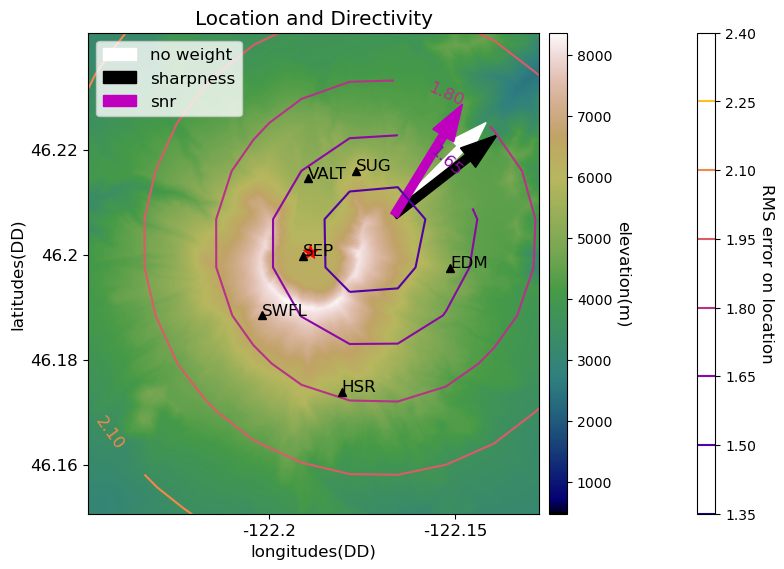 Location and Directivity
no weight
sharpness
snr
1.80
1.65
VALT
SUG
SEP
EDM
SWFL
HSR
2.10
46.22
46.2
46.18
46.16
latitudes(DD)
-122.2
-122.15
longitudes(DD)
8000
7000
6000
5000
4000
3000
2000
1000
elevation(m)
2.40
2.25
2.10
1.95
1.80
1.65
1.50
1.35
RMS error on location